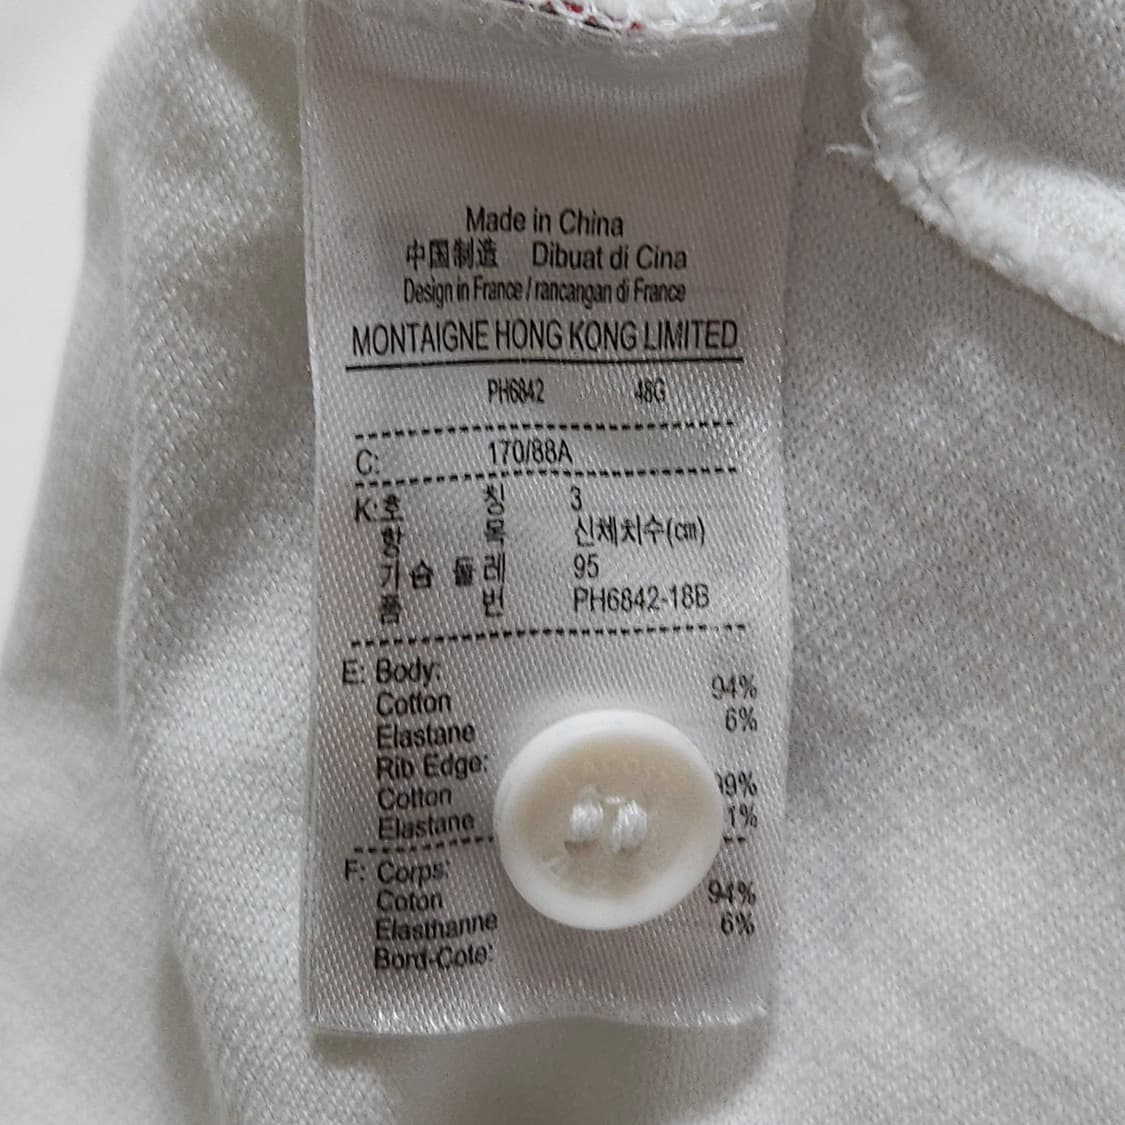 Made in China
中国制造 Dibuat di Cina
Design in France / rancangan di France
MONTAIGNE HONG KONG LIMITED
PH6842 48G
C: 170/88A
K: 호 칭 3
항 목 신체치수(cm)
가 슴 둘 레 95
품 번 PH6842-18B
E: Body:
Cotton 94%
Elastane 6%
Rib Edge:
Cotton 99%
Elastane 1%
F: Corps:
Coton 94%
Elasthanne 6%
Bord-Cote: